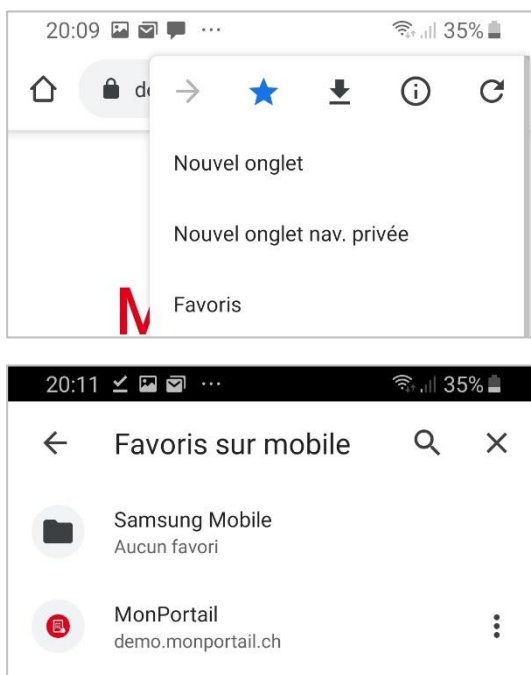 20:09 ... 35%
de
Nouvel onglet
Nouvel onglet nav. privée
M
Favoris
20:11 ... 35%
Favoris sur mobile
Samsung Mobile
Aucun favori
MonPortail
demo.monportail.ch